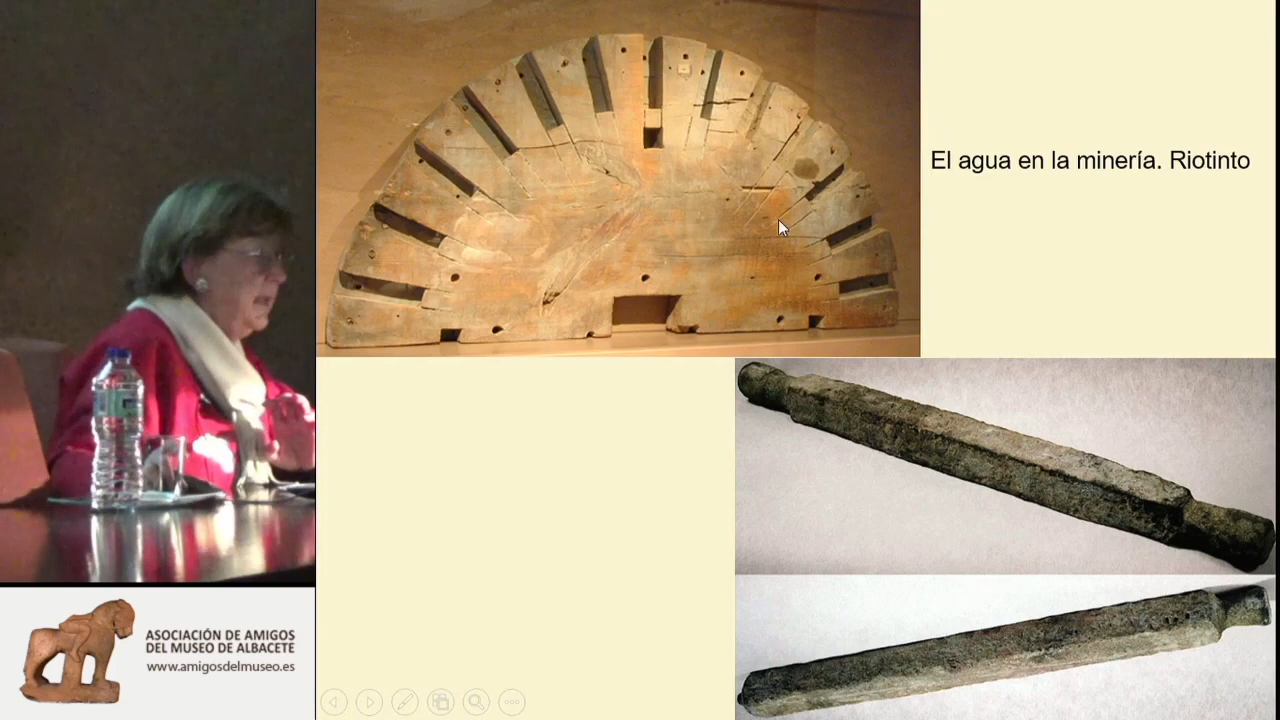 El agua en la minería. Riotinto
ASOCIACIÓN DE AMIGOS
DEL MUSEO DE ALBACETE
www.amigosdelmuseo.es